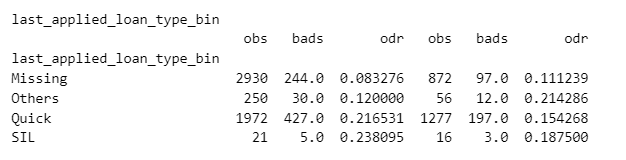 last_applied_loan_type_bin
obs bads odr obs bads odr
last_applied_loan_type_bin
Missing 2930 244.0 0.083276 872 97.0 0.111239
Others 250 30.0 0.120000 56 12.0 0.214286
Quick 1972 427.0 0.216531 1277 197.0 0.154268
SIL 21 5.0 0.238095 16 3.0 0.187500